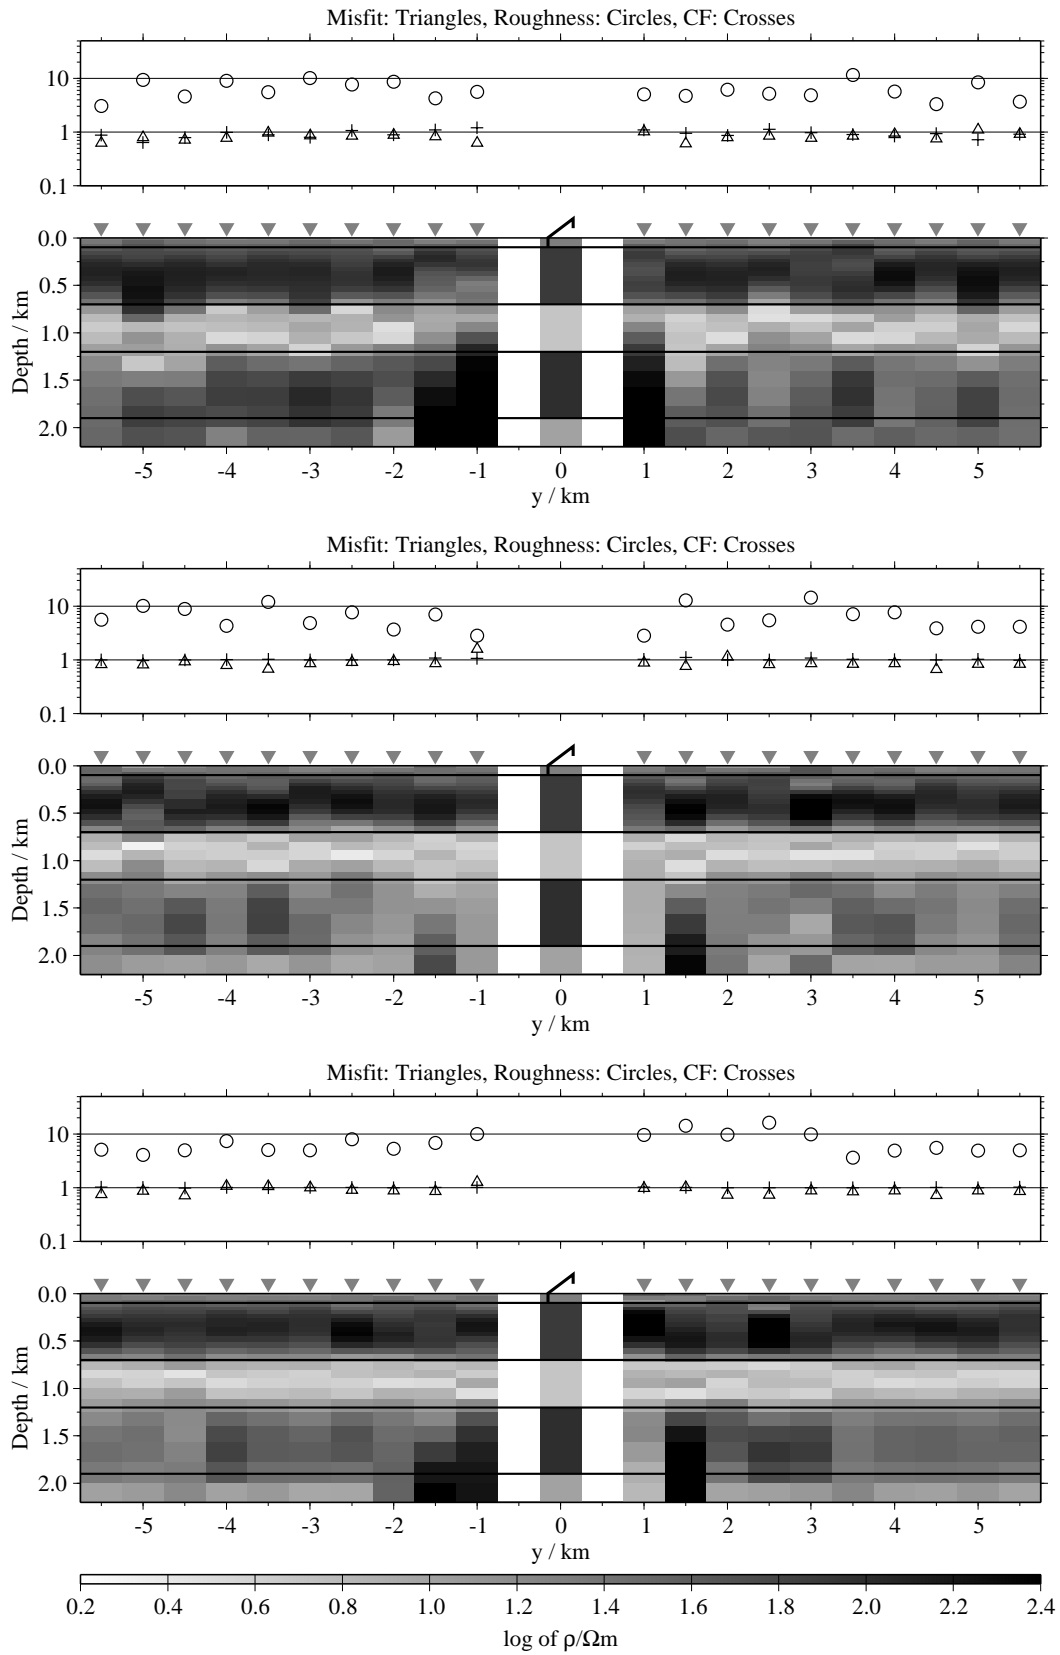 Misfit: Triangles, Roughness: Circles, CF: Crosses
10
1
0.1
0.0
0.5
1.0
1.5
2.0
Depth / km
-5 -4 -3 -2 -1 0 1 2 3 4 5
y / km
Misfit: Triangles, Roughness: Circles, CF: Crosses
10
1
0.1
0.0
0.5
1.0
1.5
2.0
Depth / km
-5 -4 -3 -2 -1 0 1 2 3 4 5
y / km
Misfit: Triangles, Roughness: Circles, CF: Crosses
10
1
0.1
0.0
0.5
1.0
1.5
2.0
Depth / km
-5 -4 -3 -2 -1 0 1 2 3 4 5
y / km
0.2 0.4 0.6 0.8 1.0 1.2 1.4 1.6 1.8 2.0 2.2 2.4
log of ρ/Ωm